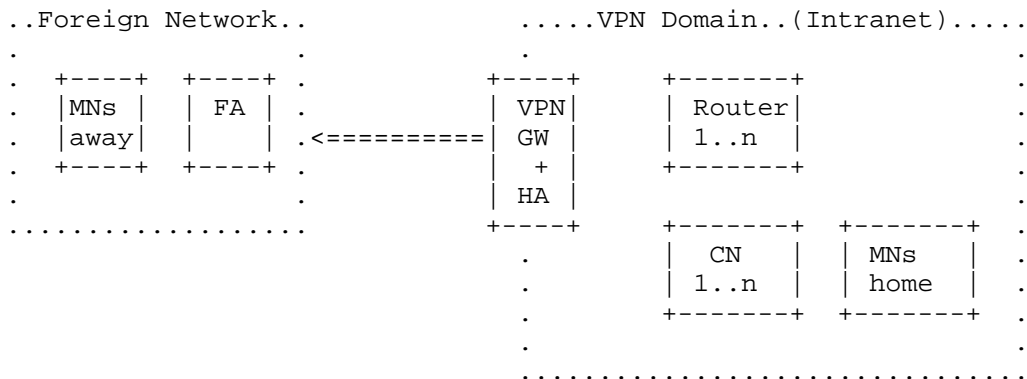 ..Foreign Network..                      .....VPN Domain..(Intranet).....
MNs    FA    VPN    Router
away    <==========    GW    1..n
+
HA
CN    MNs
1..n    home